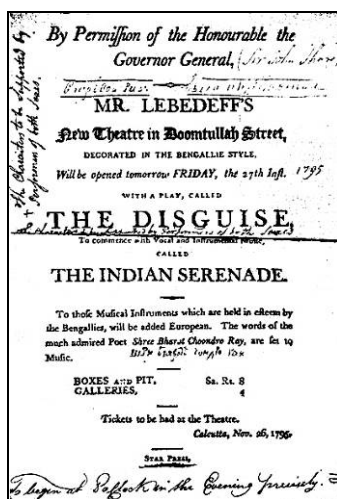 By Permiſſion of the Honourable the
Governor General, (Sir John Shore
MR. LEBEDEFF'S
New Theatre in Doomtullah Street,
DECORATED IN THE BENGALLIE STYLE,
Will be opened tomorrow FRIDAY, the 27th Inſt. 1795
WITH A PLAY, CALLED
THE DISGUISE,
To commence with Vocal and Instrumental Muſic,
CALLED
THE INDIAN SERENADE.
To thoſe Muſical Inſtruments which are held in eſteem by
the Bengallies, will be added European. The words of the
much admired Poet Shree Bharot Chondro Ray, are ſet to
Muſic.
BOXES AND PIT, Sa. Rs. 8
GALLERIES, 4
Tickets to be had at the Theatre.
Calcutta, Nov. 26, 1795.
STAR PRESS,
To begin at 8 oClock in the Evening precisely.
The Characters to be supported by
Performers of both Sexes.